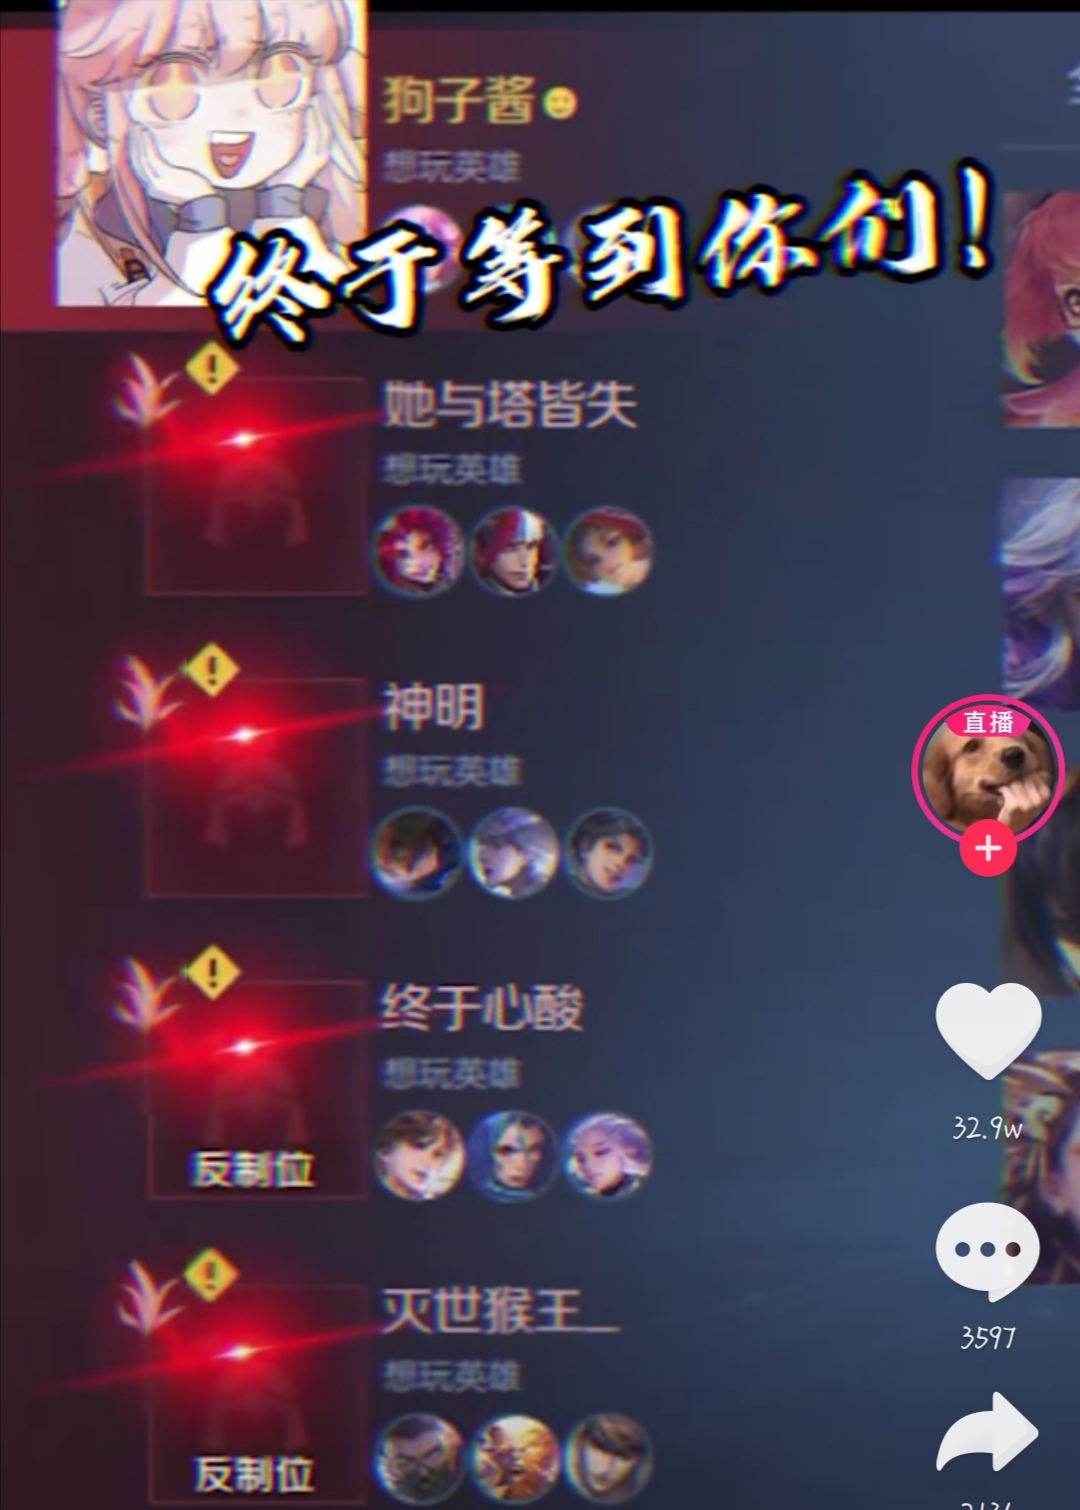 狗子酱
想玩英雄
终于等到你们!
她与塔皆失
想玩英雄
神明
想玩英雄
直播
终于心酸
想玩英雄
反制位
32.9w
灭世猴王__
想玩英雄
反制位
3597